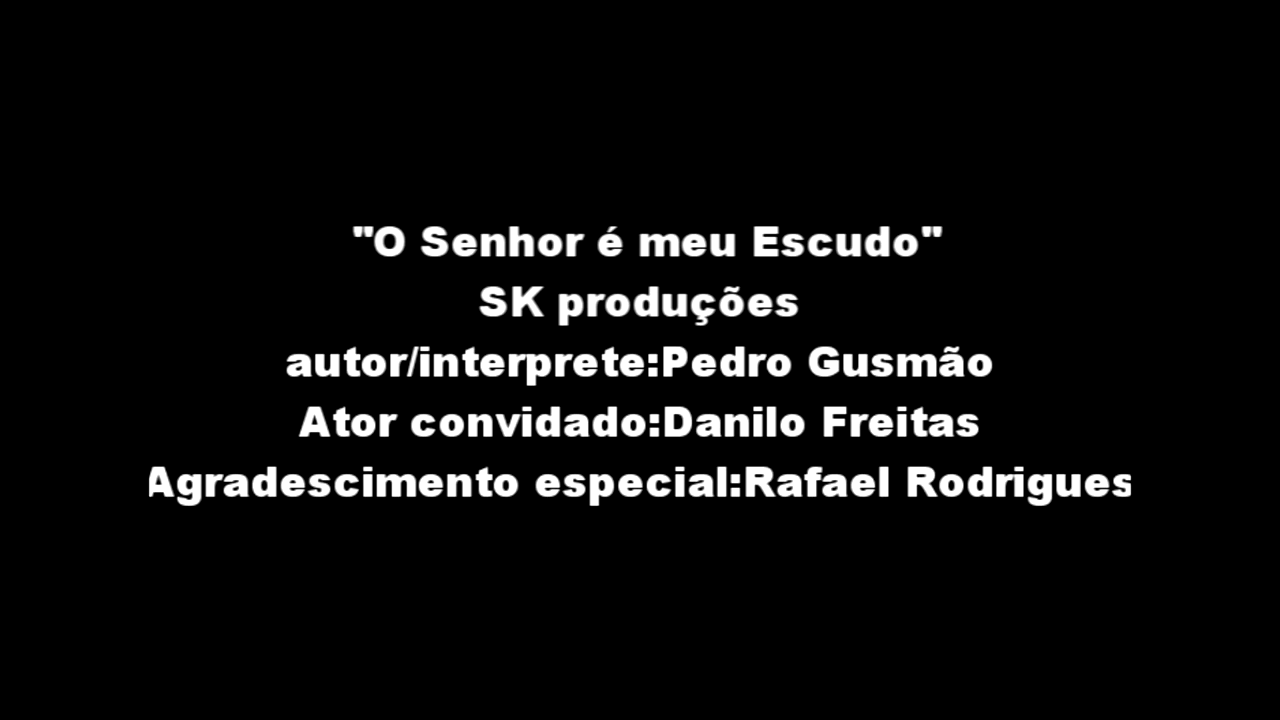 "O Senhor é meu Escudo"
SK produções
autor/interprete:Pedro Gusmão
Ator convidado:Danilo Freitas
Agradescimento especial:Rafael Rodrigues